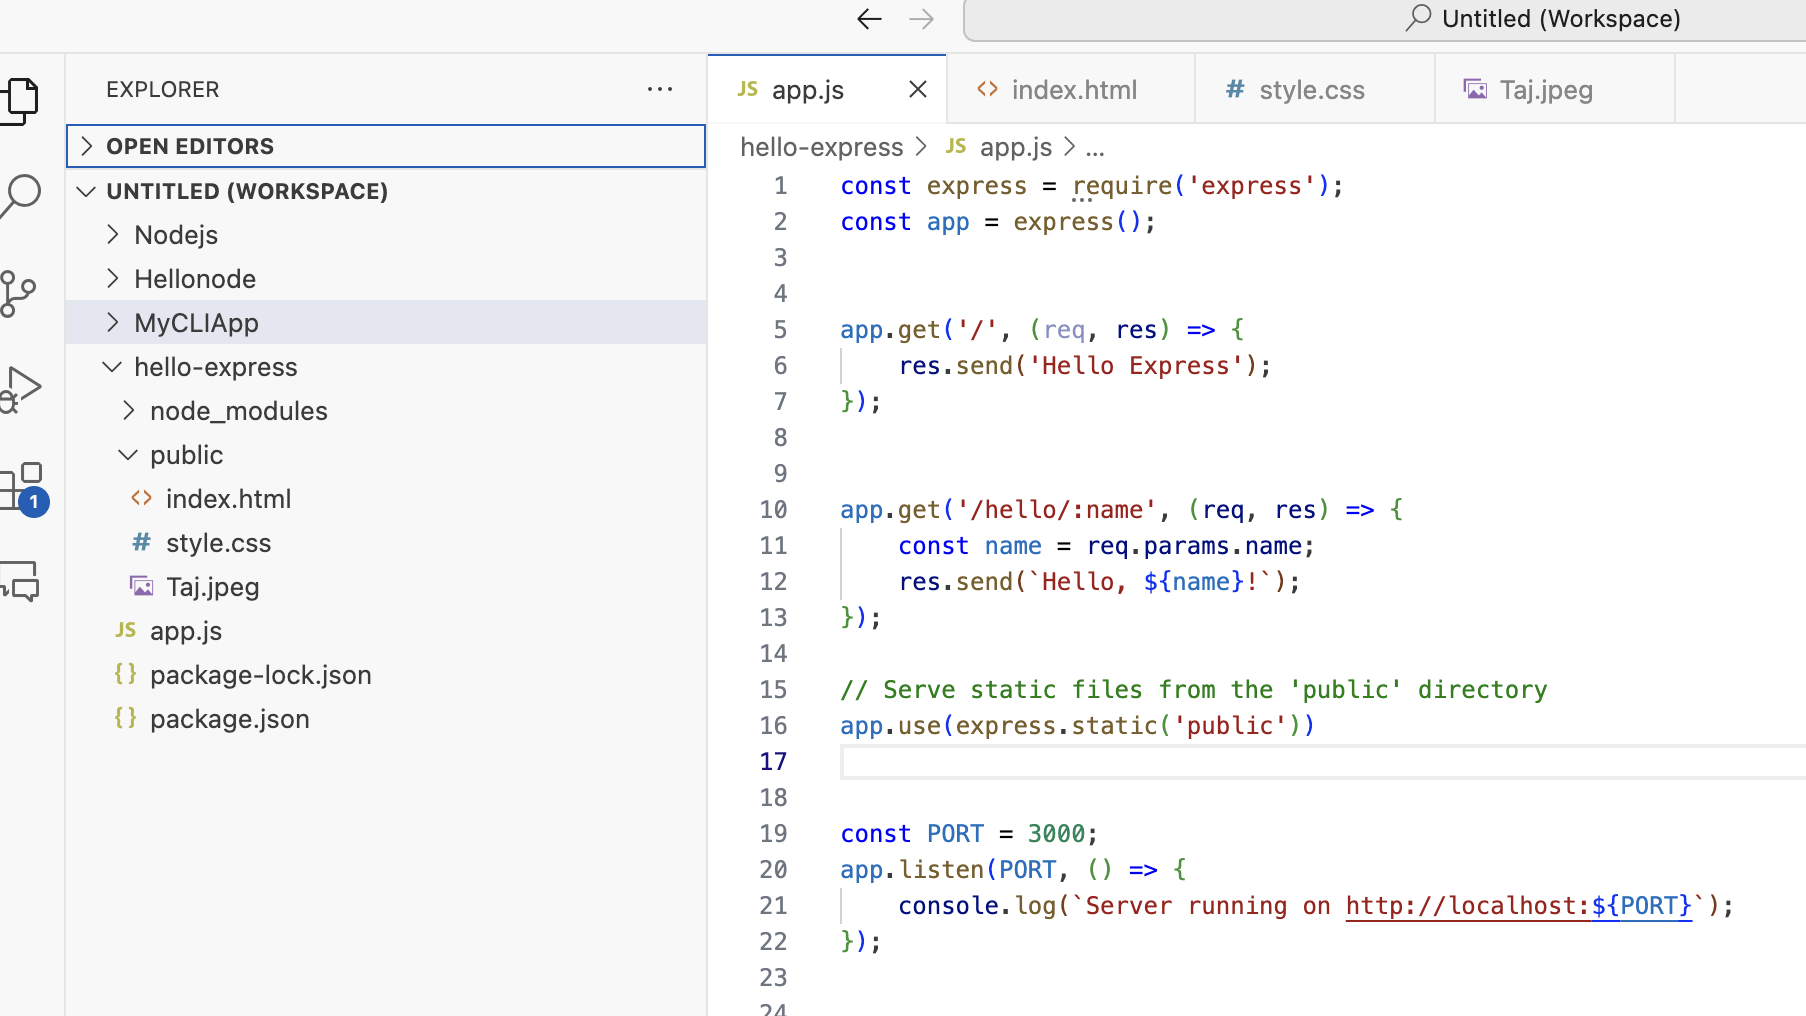 Untitled (Workspace)
EXPLORER
OPEN EDITORS
UNTITLED (WORKSPACE)
Nodejs
Hellonode
MyCLIApp
hello-express
node_modules
public
<> index.html
# style.css
Taj.jpeg
JS app.js
{} package-lock.json
{} package.json
1
JS app.js
<> index.html
# style.css
Taj.jpeg
hello-express > JS app.js > ...
1 const express = require('express');
2 const app = express();
3
4
5 app.get('/', (req, res) => {
6     res.send('Hello Express');
7 });
8
9
10 app.get('/hello/:name', (req, res) => {
11     const name = req.params.name;
12     res.send(`Hello, ${name}!`);
13 });
14
15 // Serve static files from the 'public' directory
16 app.use(express.static('public'))
17
18
19 const PORT = 3000;
20 app.listen(PORT, () => {
21     console.log(`Server running on http://localhost:${PORT}`);
22 });
23
24